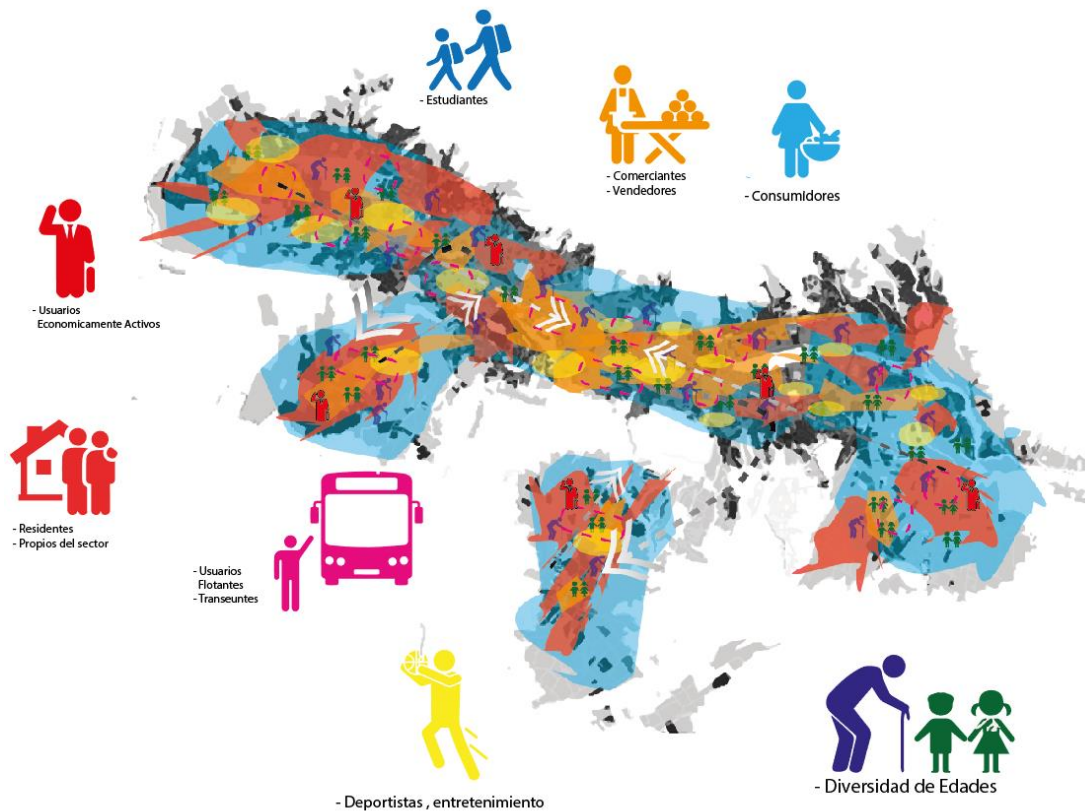 - Estudiantes
- Comerciantes
- Vendedores
- Consumidores
- Usuarios
Economicamente Activos
- Residentes
- Propios del sector
- Usuarios
Flotantes
- Transeuntes
- Diversidad de Edades
- Deportistas , entretenimiento